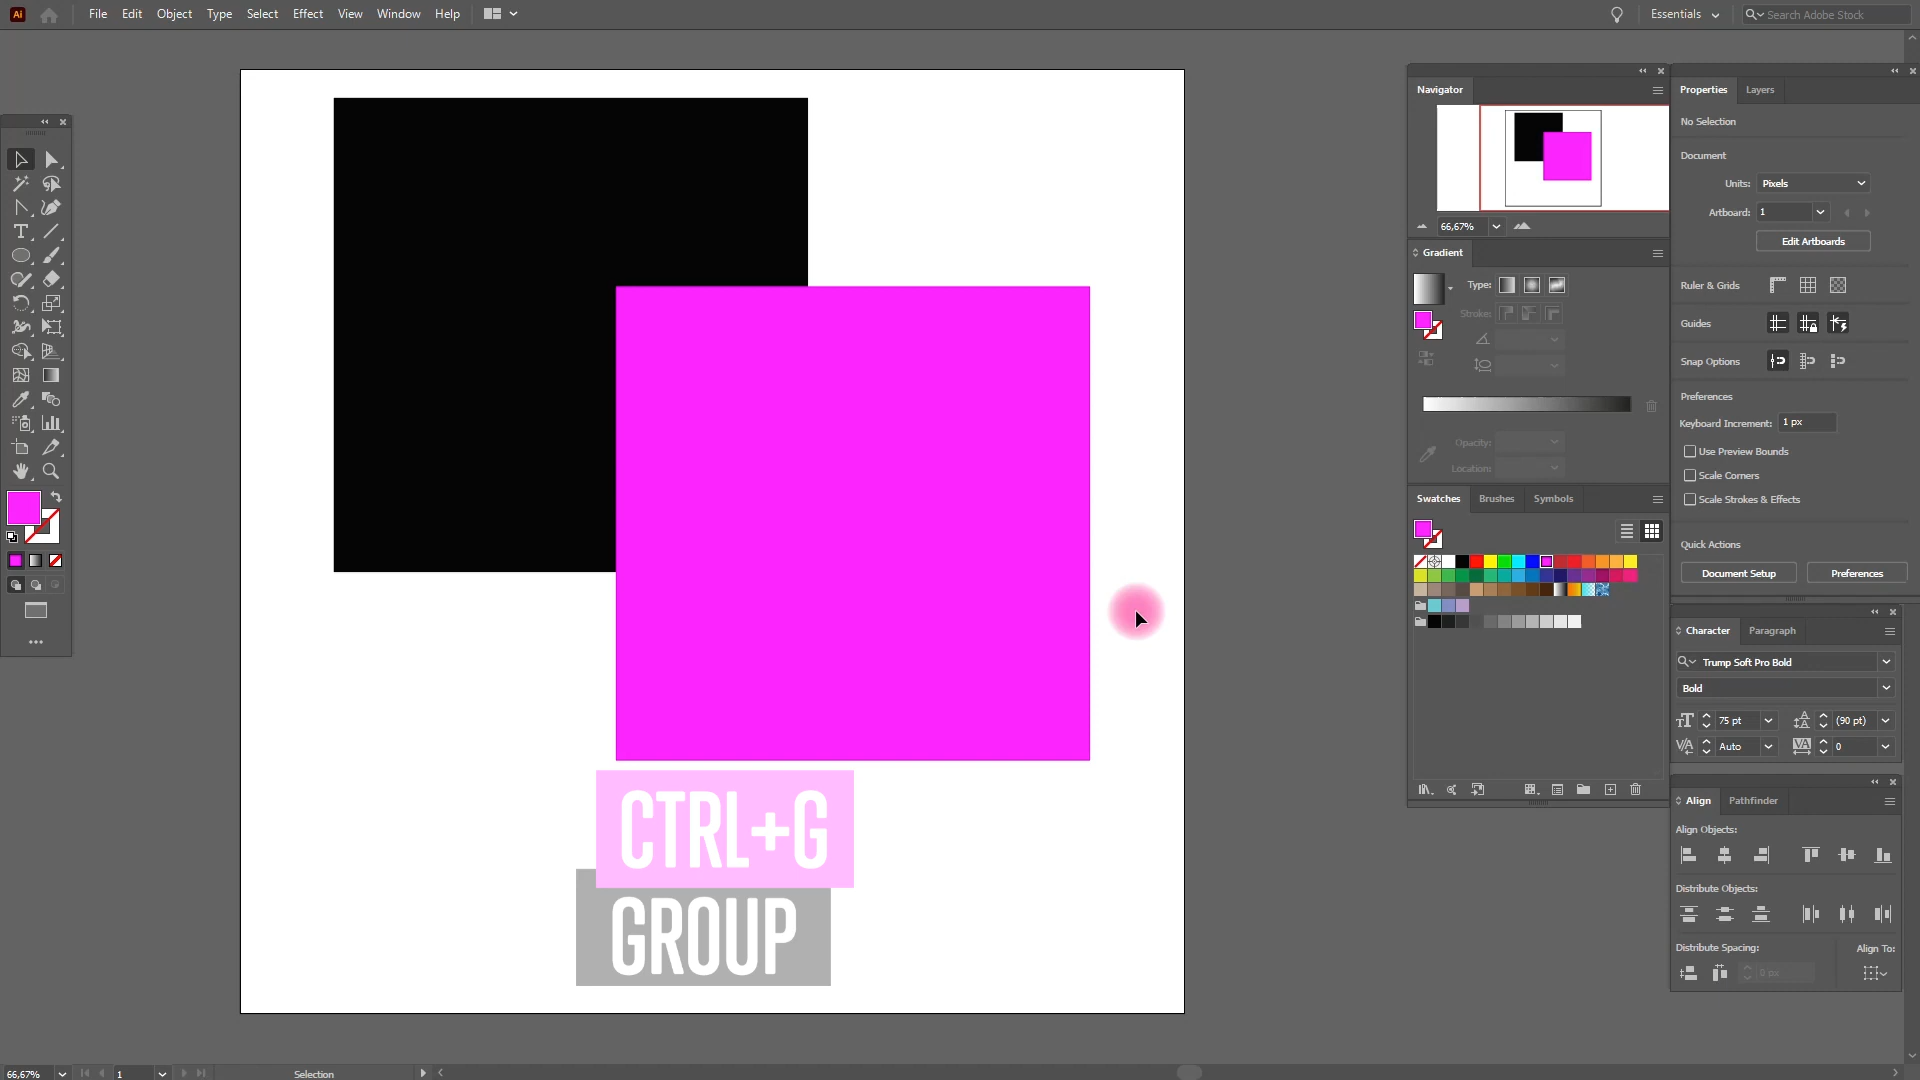 Ai
File Edit Object Type Select Effect View Window Help
Essentials
Search Adobe Stock
Navigator
66,67%
Gradient
Type:
Stroke:
Opacity:
Location:
Swatches Brushes Symbols
Properties Layers
No Selection
Document
Units: Pixels
Artboard: 1
Edit Artboards
Ruler & Grids
Guides
Snap Options
Preferences
Keyboard Increment: 1 px
Use Preview Bounds
Scale Corners
Scale Strokes & Effects
Quick Actions
Document Setup Preferences
Character Paragraph
Trump Soft Pro Bold
Bold
75 pt (90 pt)
Auto 0
Align Pathfinder
Align Objects:
Distribute Objects:
Distribute Spacing: Align To:
0 px
CTRL+G
GROUP
66,67% 1 Selection